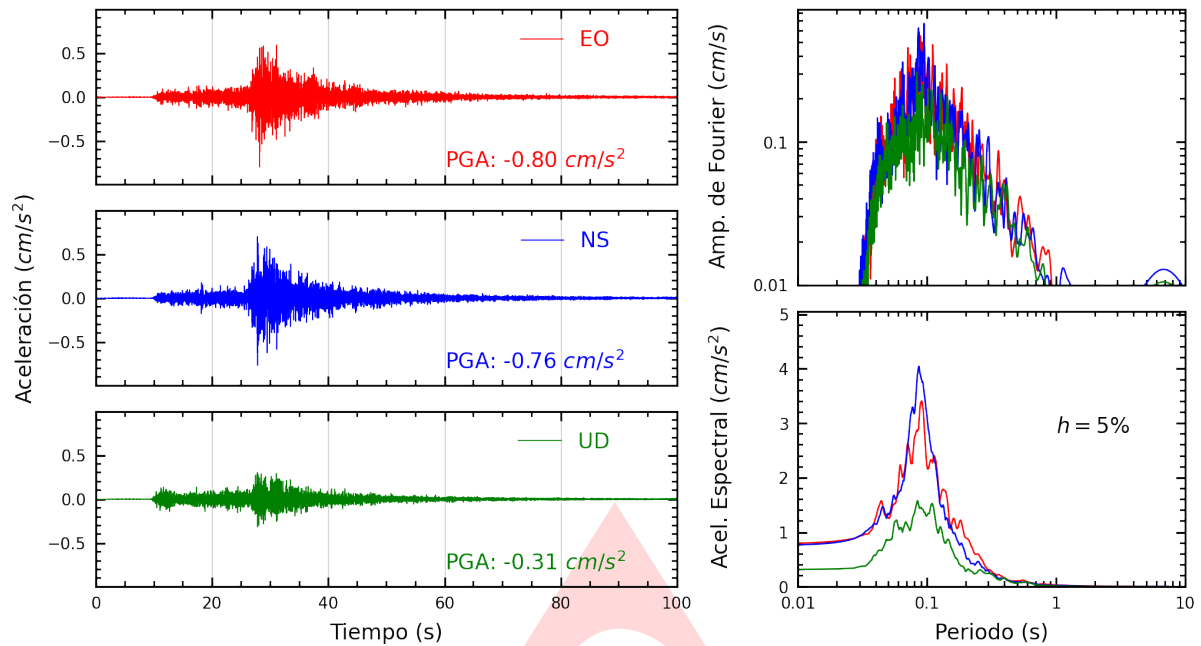 Aceleración (cm/s²)
0.5
0.0
−0.5
EO
PGA: -0.80 cm/s²
0.5
0.0
−0.5
NS
PGA: -0.76 cm/s²
0.5
0.0
−0.5
UD
PGA: -0.31 cm/s²
0 20 40 60 80 100
Tiempo (s)
Amp. de Fourier (cm/s)
0.1
0.01
Acel. Espectral (cm/s²)
5
4
3
2
1
0
h = 5%
0.01 0.1 1 10
Periodo (s)